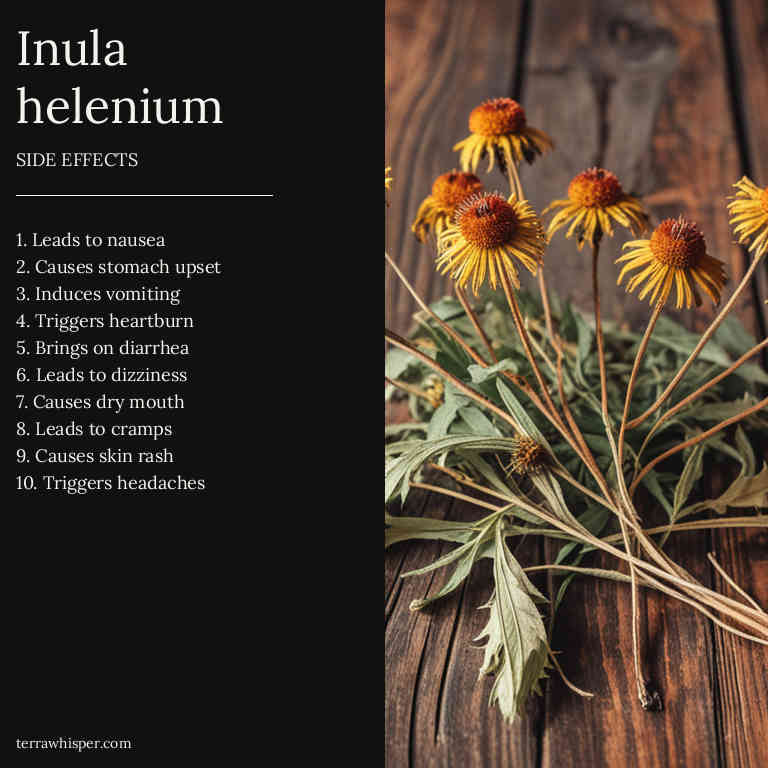 Inula
helenium
SIDE EFFECTS
1. Leads to nausea
2. Causes stomach upset
3. Induces vomiting
4. Triggers heartburn
5. Brings on diarrhea
6. Leads to dizziness
7. Causes dry mouth
8. Leads to cramps
9. Causes skin rash
10. Triggers headaches
terrawhisper.com